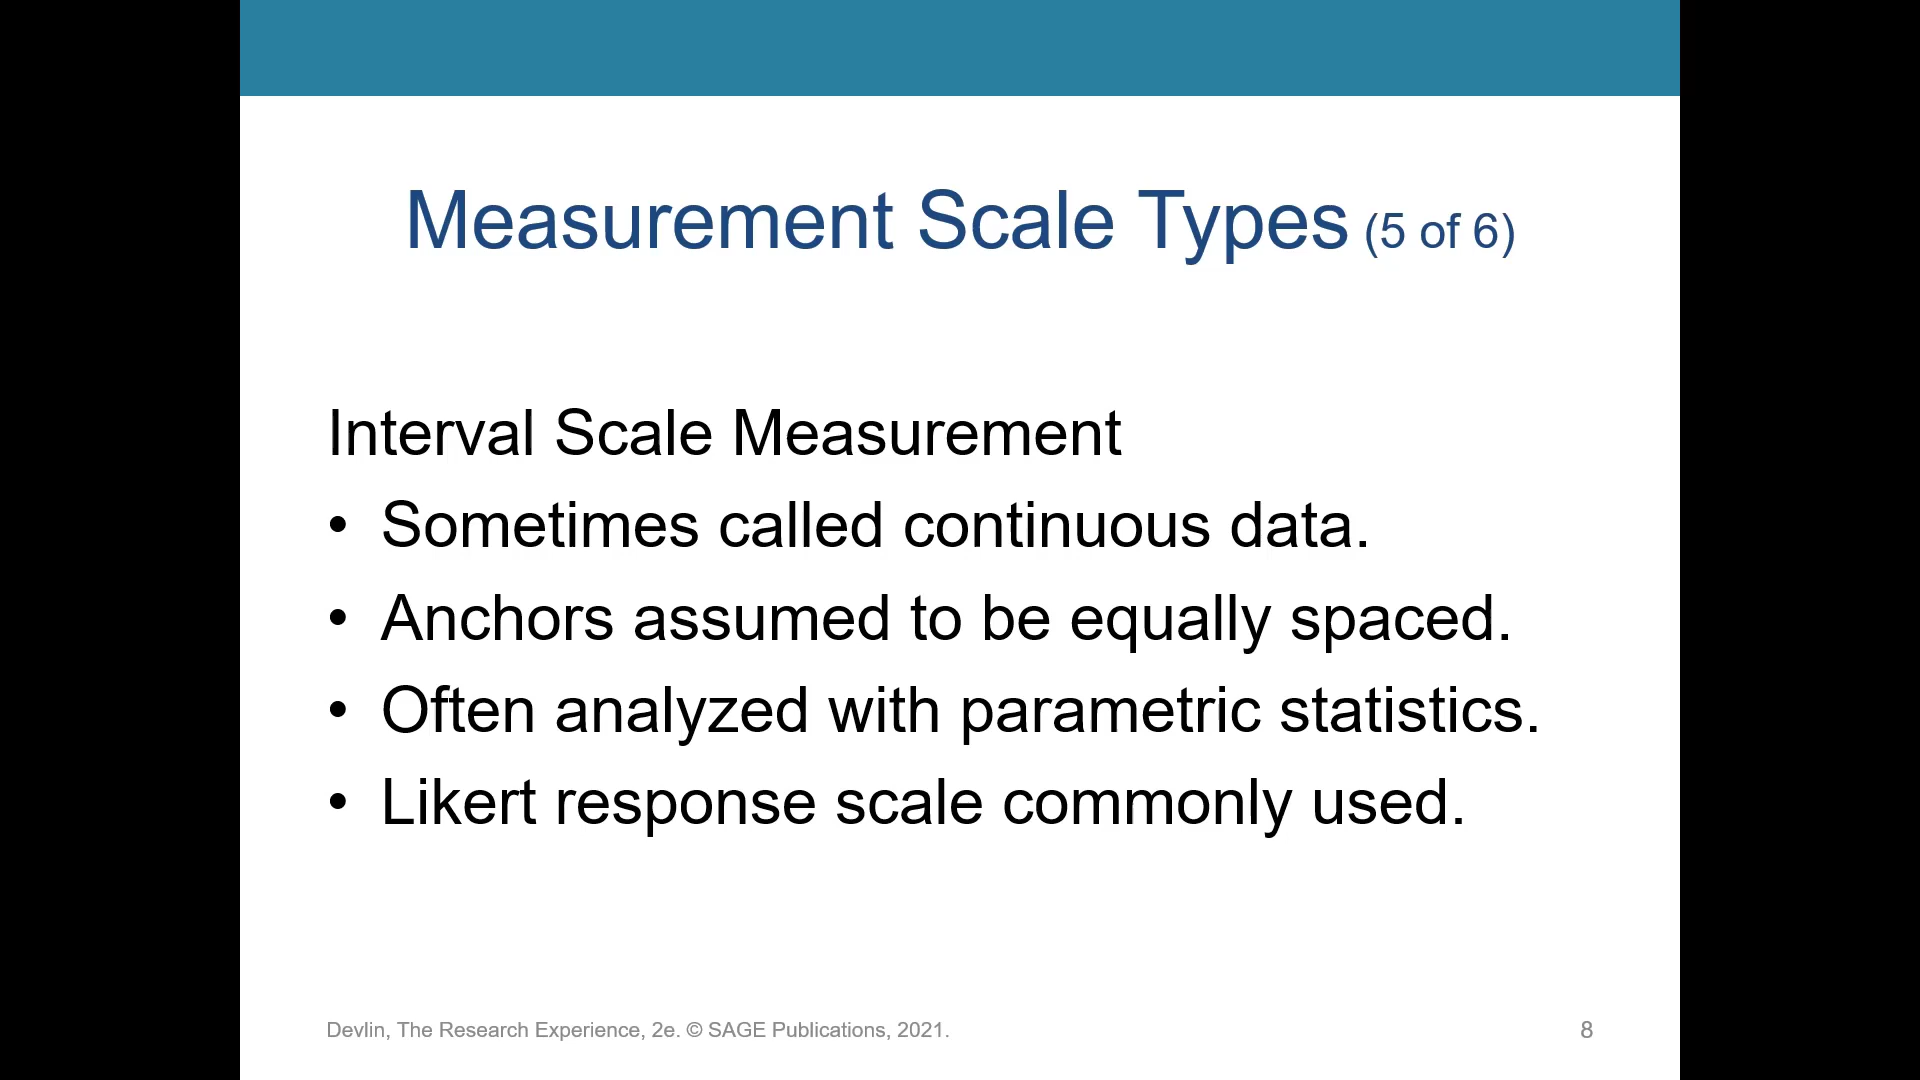 Measurement Scale Types (5 of 6)
Interval Scale Measurement
• Sometimes called continuous data.
• Anchors assumed to be equally spaced.
• Often analyzed with parametric statistics.
• Likert response scale commonly used.
Devlin, The Research Experience, 2e. © SAGE Publications, 2021.
8